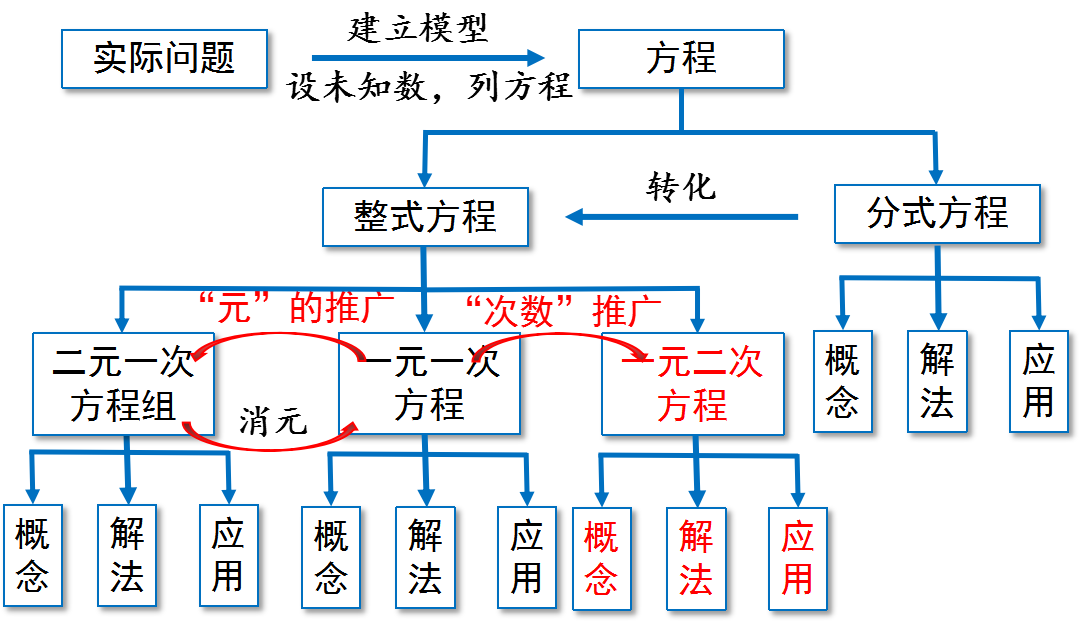 实际问题
建立模型
设未知数，列方程
方程
整式方程
转化
分式方程
“元”的推广
“次数”推广
二元一次
方程组
消元
一元一次
方程
一元二次
方程
概
念
解
法
应
用
概
念
解
法
应
用
概
念
解
法
应
用
概
念
解
法
应
用